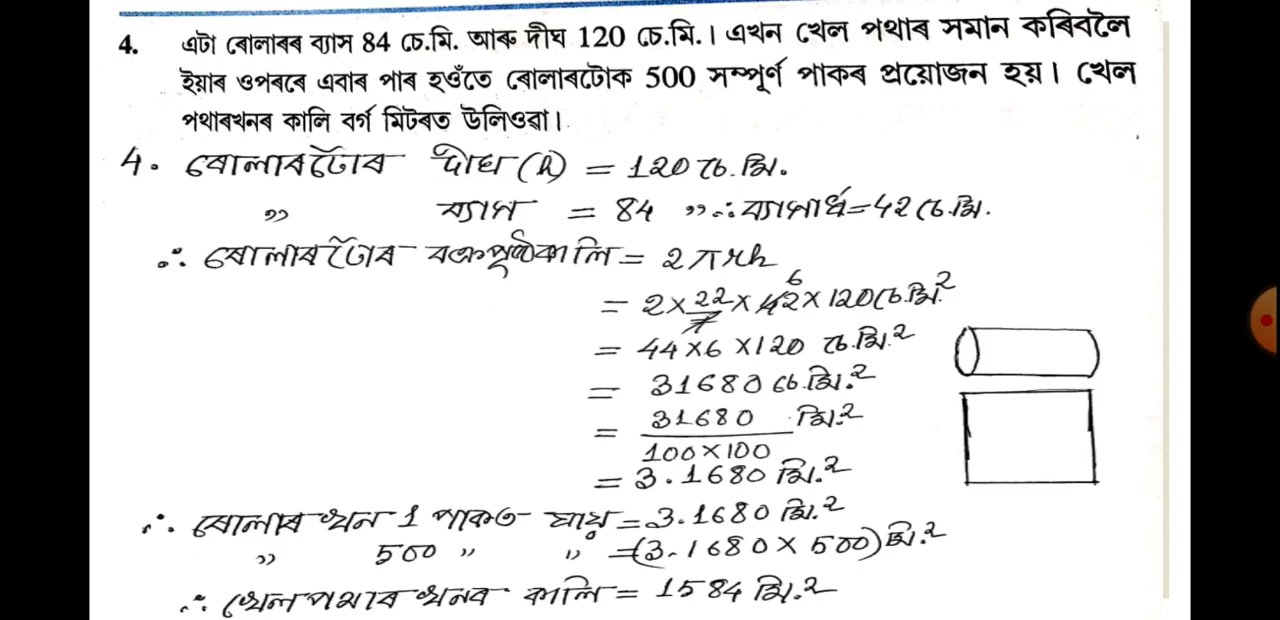 4. এটা ৰোলাৰৰ ব্যাস 84 চে.মি. আৰু দীঘ 120 চে.মি.। এখন খেল পথাৰ সমান কৰিবলৈ
ইয়াৰ ওপৰৰে এবাৰ পাৰ হওঁতে ৰোলাৰটোক 500 সম্পূৰ্ণ পাকৰ প্ৰয়োজন হয়। খেল
পথাৰখনৰ কালি বৰ্গ মিটৰত উলিওৱা।
4. ৰোলাৰটোৰ দীঘ (h) = 120 চে.মি.
" ব্যাস = 84 " ∴ ব্যাসাৰ্ধ = 42 চে.মি.
∴ ৰোলাৰটোৰ বক্ৰপৃষ্ঠকালি = 2πrh
= 2 × 22/7 × 42 6 × 120 চে.মি.²
= 44 × 6 × 120 চে.মি.²
= 31680 চে.মি.²
= 31680 / 100 × 100 মি.²
= 3.1680 মি.²
∴ ৰোলাৰ খন 1 পাকত যায় = 3.1680 মি.²
" 500 " " = (3.1680 × 500) মি.²
∴ খেলপথাৰ খনৰ কালি = 1584 মি.²